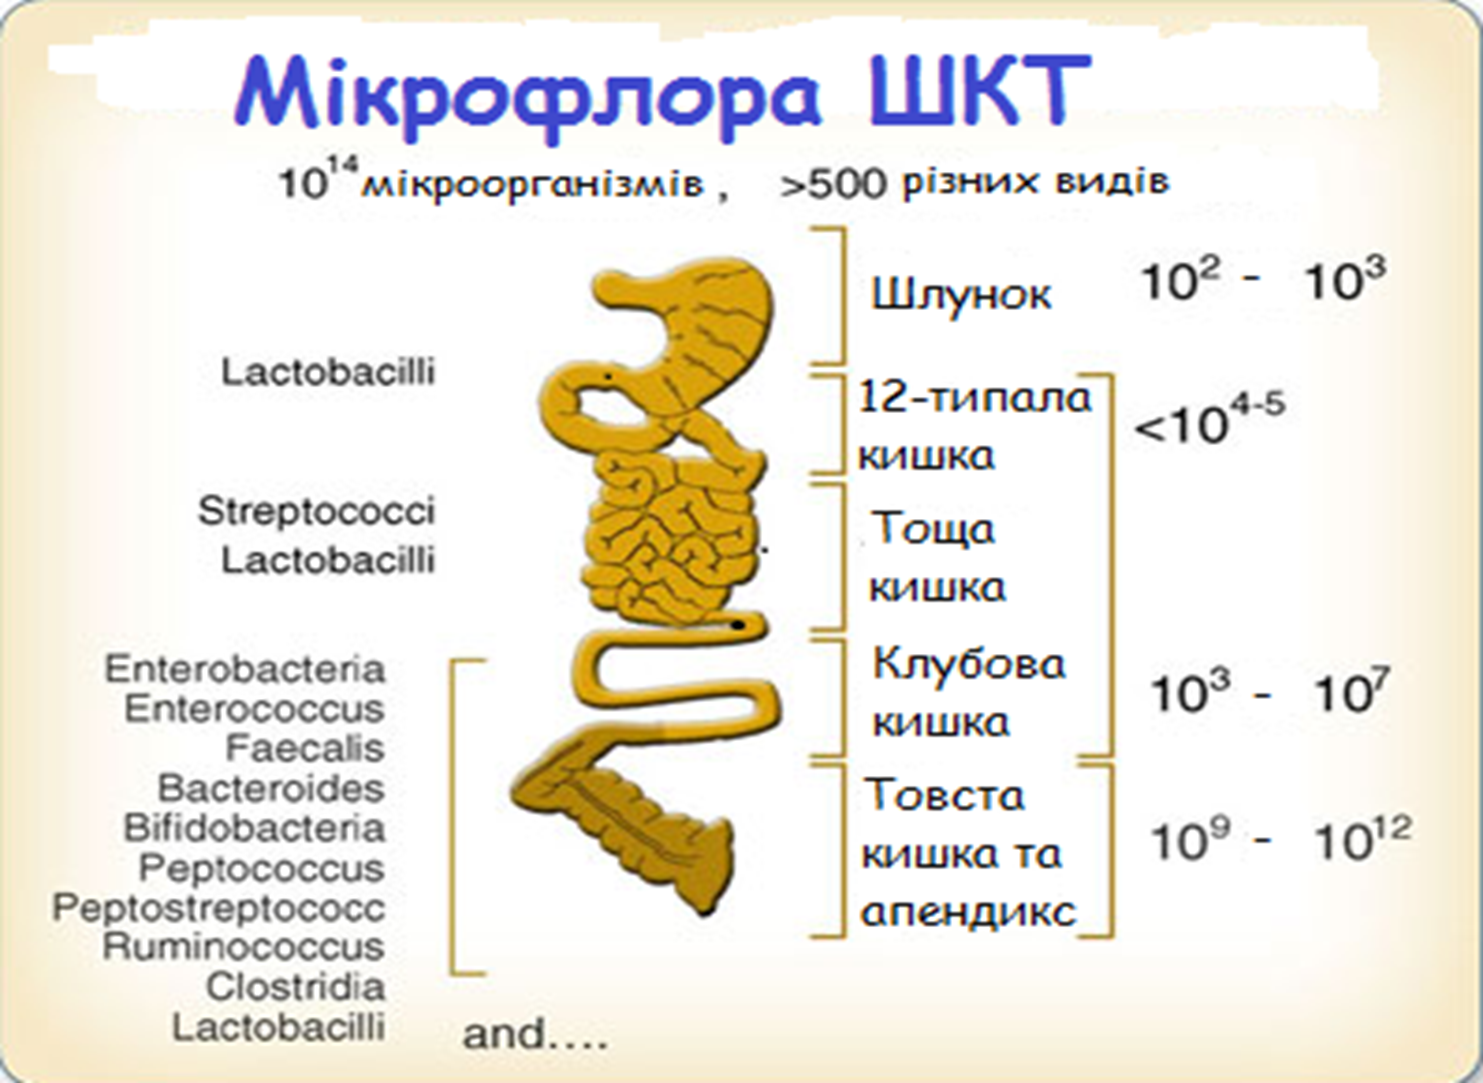 Мікрофлора ШКТ
10¹⁴ мікроорганізмів , >500 різних видів
Шлунок
10² - 10³
Lactobacilli
12-типала
кишка
<10⁴⁻⁵
Streptococci
Lactobacilli
Тоща
кишка
Enterobacteria
Enterococcus
Faecalis
Bacteroides
Bifidobacteria
Peptococcus
Peptostreptococc
Ruminococcus
Clostridia
Lactobacilli
and....
Клубова
кишка
10³ - 10⁷
Товста
кишка та
апендикс
10⁹ - 10¹²